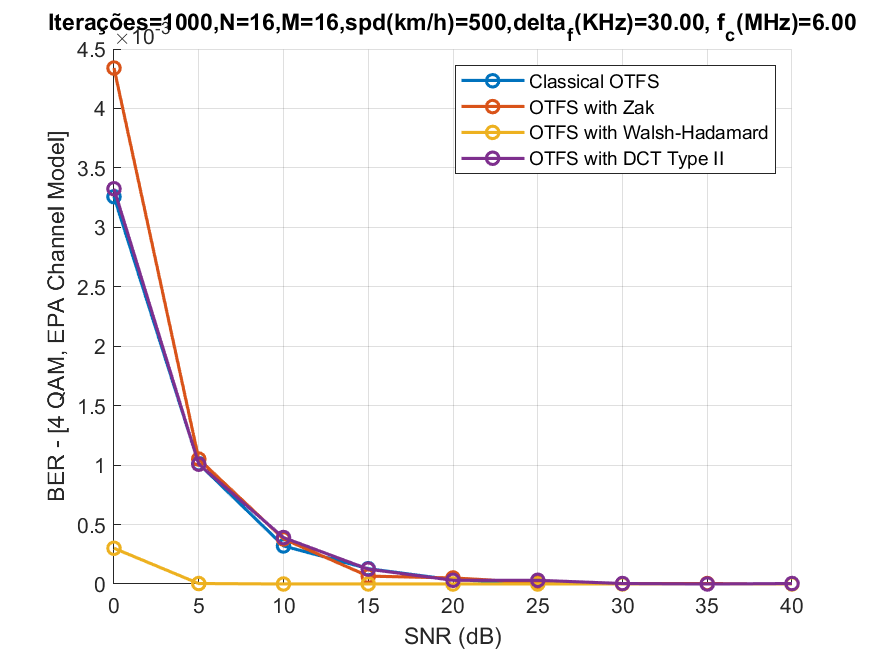 Iterações=1000,N=16,M=16,spd(km/h)=500,delta_f(KHz)=30.00, f_c(MHz)=6.00
×10^-3
4.5
4
3.5
3
2.5
2
1.5
1
0.5
0
BER - [4 QAM, EPA Channel Model]
Classical OTFS
OTFS with Zak
OTFS with Walsh-Hadamard
OTFS with DCT Type II
0 5 10 15 20 25 30 35 40
SNR (dB)